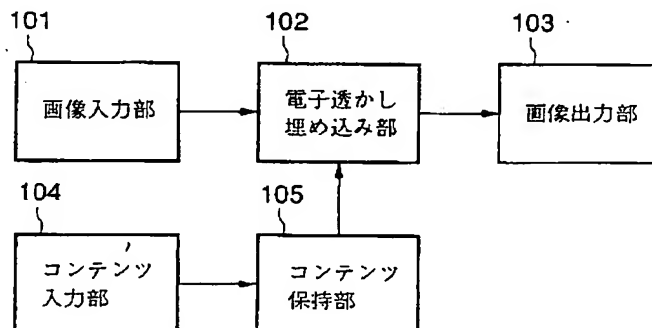 101
画像入力部
102
電子透かし
埋め込み部
103
画像出力部
104
コンテンツ
入力部
105
コンテンツ
保持部